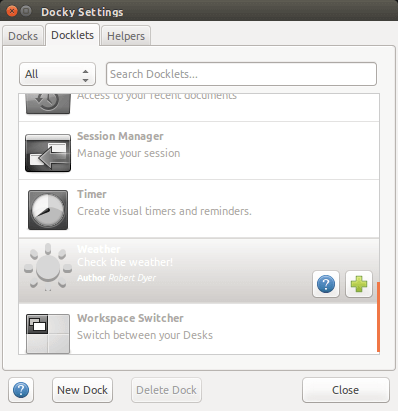 Docky Settings
Docks
Docklets
Helpers
All
Search Docklets...
Access to your recent documents
Session Manager
Manage your session
Timer
Create visual timers and reminders.
Weather
Check the weather!
Author Robert Dyer
Workspace Switcher
Switch between your Desks
New Dock
Delete Dock
Close